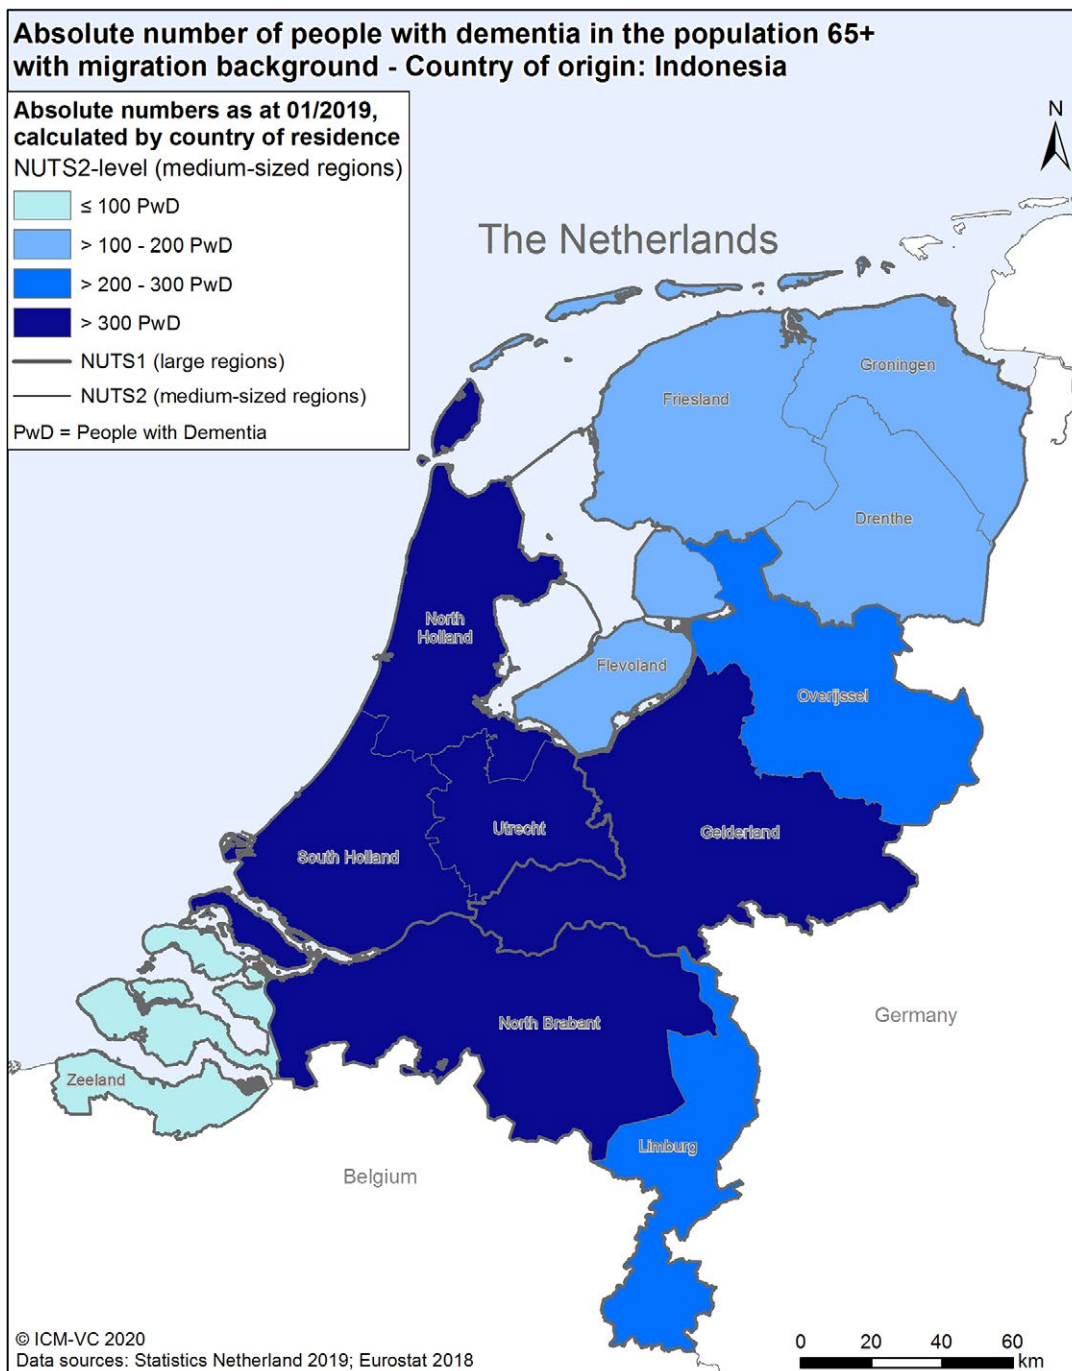 Absolute number of people with dementia in the population 65+
with migration background - Country of origin: Indonesia
Absolute numbers as at 01/2019,
calculated by country of residence
NUTS2-level (medium-sized regions)
≤ 100 PwD
> 100 - 200 PwD
> 200 - 300 PwD
> 300 PwD
NUTS1 (large regions)
NUTS2 (medium-sized regions)
PwD = People with Dementia
N
The Netherlands
Groningen
Friesland
Drenthe
North
Holland
Flevoland
Overijssel
Utrecht
Gelderland
South Holland
North Brabant
Germany
Zeeland
Limburg
Belgium
© ICM-VC 2020
Data sources: Statistics Netherland 2019; Eurostat 2018
0 20 40 60
km